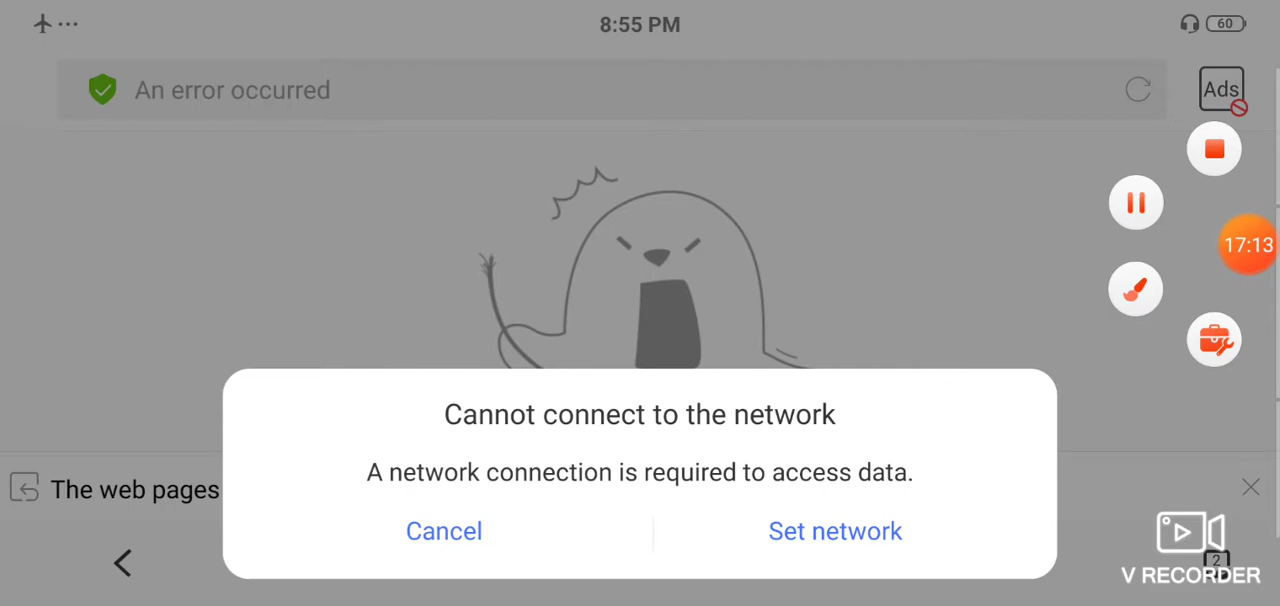 8:55 PM
60
An error occurred
Ads
17:13
Cannot connect to the network
A network connection is required to access data.
The web pages
Cancel
Set network
2
V RECORDER